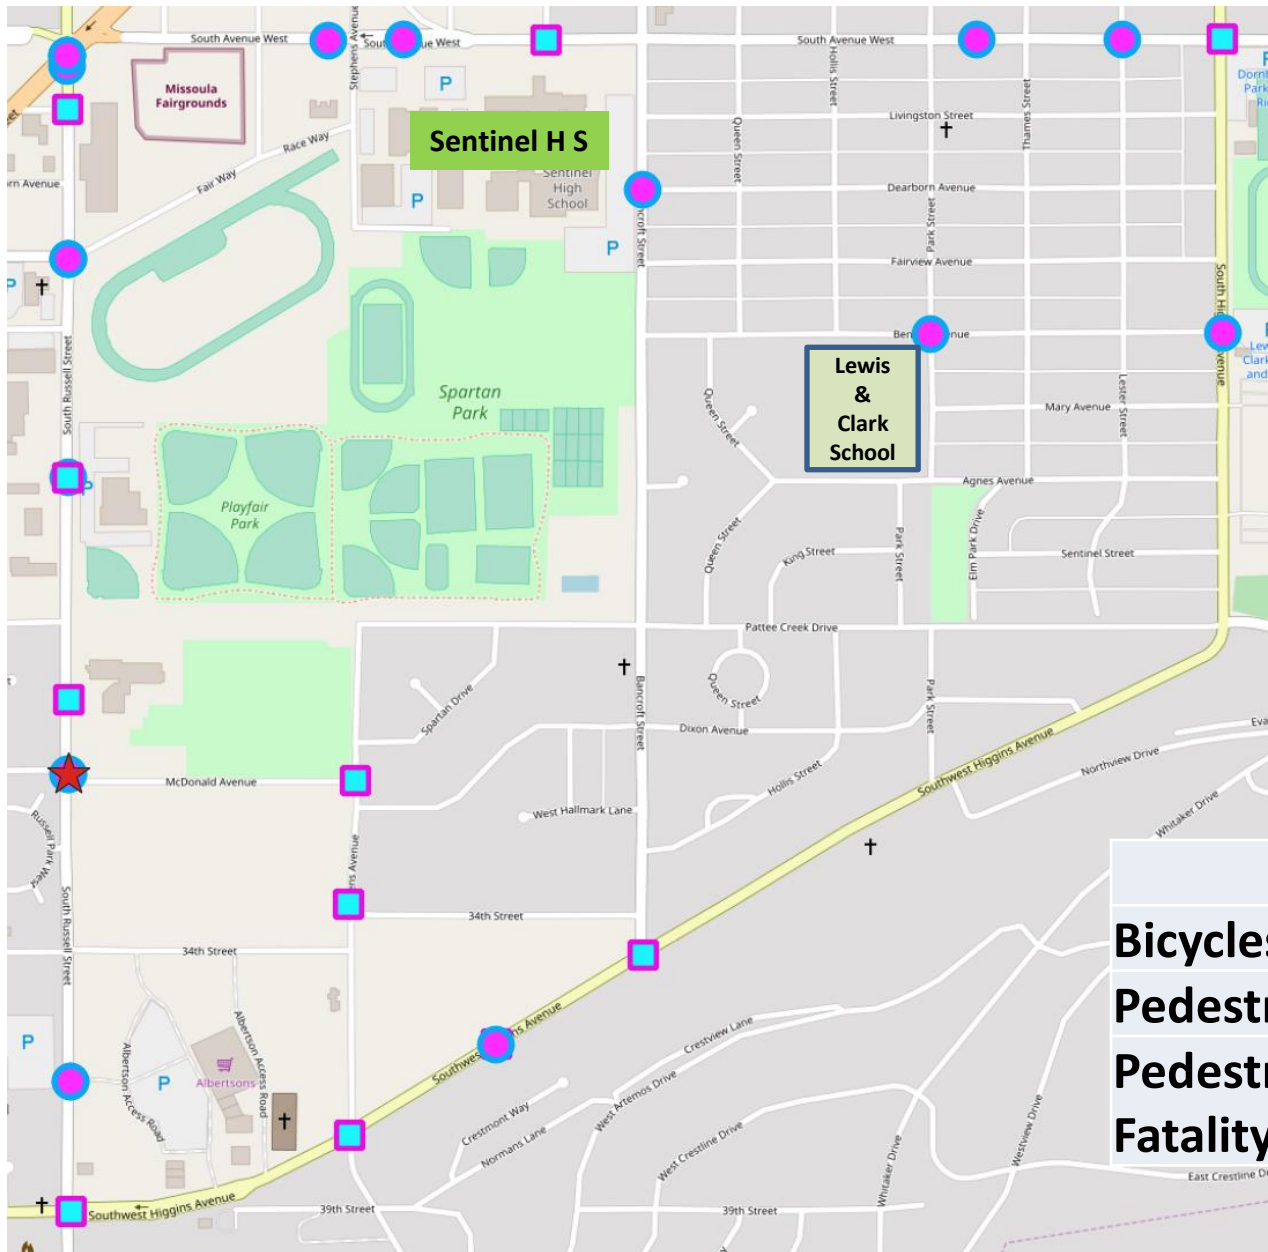 South Avenue West
South Avenue West
South Avenue West
Stephens Avenue
Hollis Street
Thames Street
Missoula
Fairgrounds
P
Sentinel H S
Sentinel
High
School
Livingston Street
Queen Street
Race Way
Fair Way
P
Dearborn Avenue
Park Street
P
Fairview Avenue
South Russell Street
Lewis
&
Clark
School
Spartan
Park
Queen Street
Mary Avenue
Lester Street
P
Playfair
Park
Agnes Avenue
Queen Street
King Street
Park Street
Elm Park Drive
Sentinel Street
Pattee Creek Drive
Queen Street
Spartan Drive
Bancroft Street
Dixon Avenue
Park Street
McDonald Avenue
Hollis Street
Southwest Higgins Avenue
Northview Drive
Whitaker Drive
West Hallmark Lane
Russell Park West
South Russell Street
34th Street
34th Street
Bicycles
Albertson Access Road
Albertson Access Road
P
P
Albertsons
Crestview Lane
West Artemos Drive
Crestmont Way
Normans Lane
West Crestline Drive
Whitaker Drive
Westview Drive
Fatality
Southwest Higgins Avenue
39th Street
39th Street